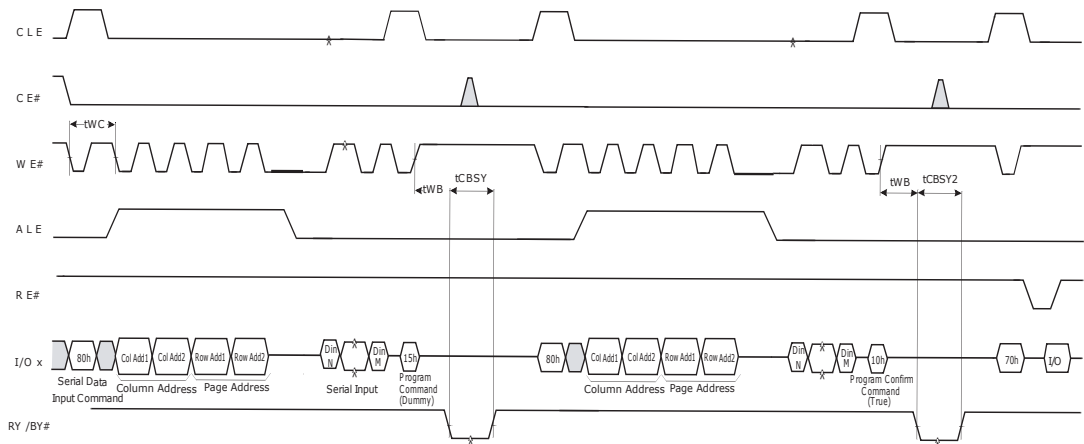 CLE
CE#
tWC
WE#
tWB
tCBSY
tWB
tCBSY2
ALE
RE#
I/O x
80h
Col Add1
Col Add2
Row Add1
Row Add2
Din N
Din M
15h
80h
Col Add1
Col Add2
Row Add1
Row Add2
Din N
Din M
10h
70h
I/O
Serial Data
Input Command
Column Address
Page Address
Serial Input
Program
Command
(Dummy)
Column Address
Page Address
Program Confirm
Command
(True)
RY /BY#